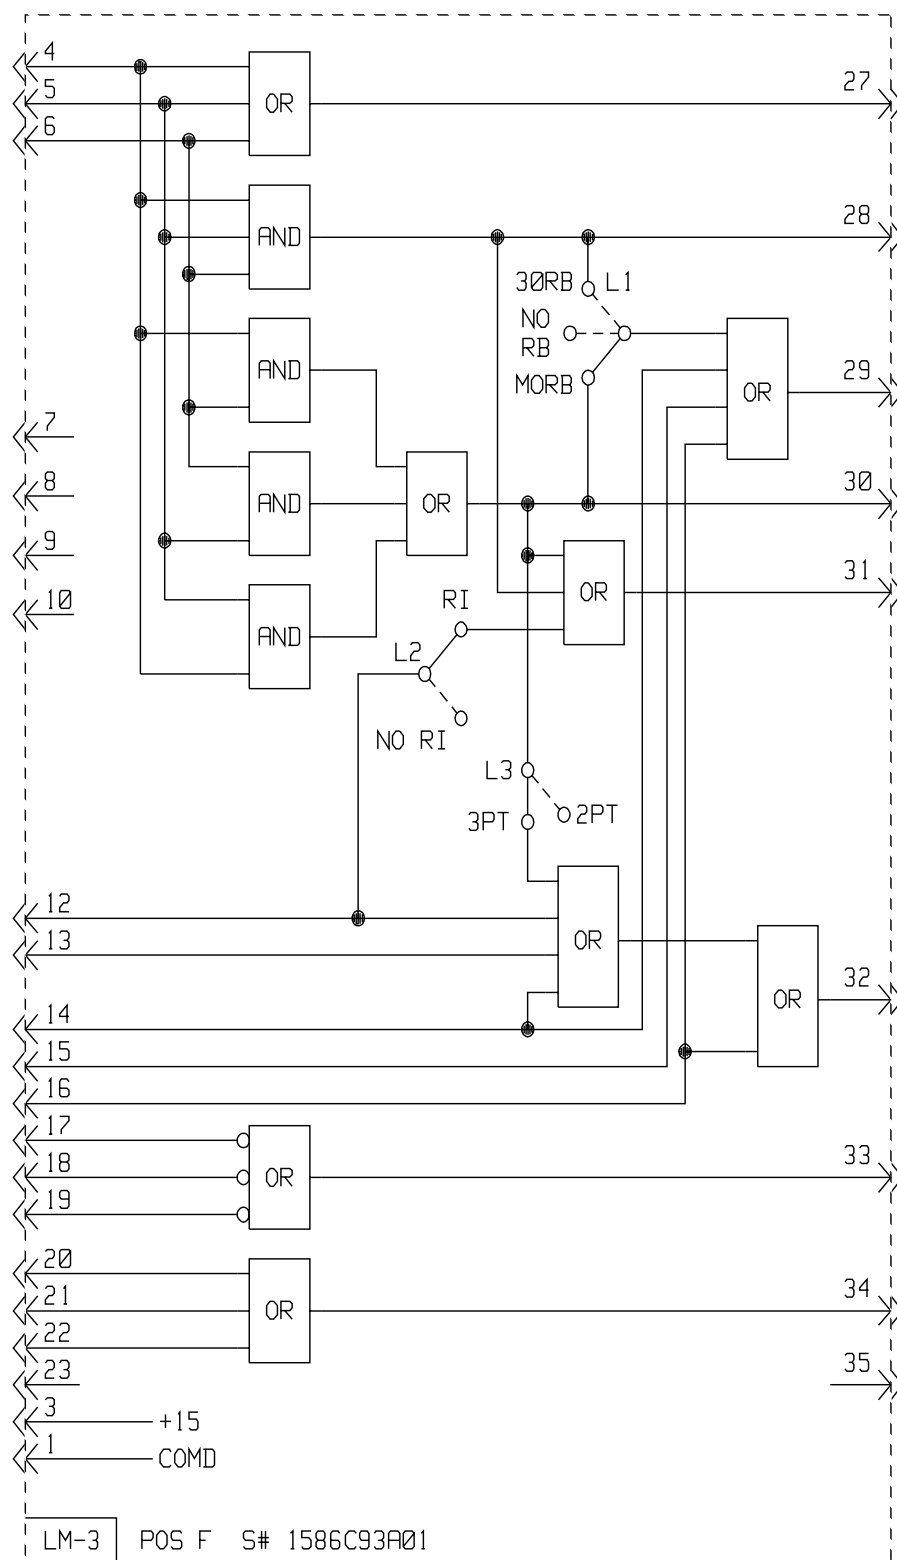 4
5
OR
27
6
28
AND
3ØRB L1
NO
RB
29
AND
MORB
OR
7
8
30
AND
OR
9
31
10
RI
OR
AND
L2
NO RI
L3
3PT
2PT
12
13
OR
32
14
OR
15
16
17
33
18
OR
19
2Ø
34
21
OR
22
23
35
3
+15
1
COMD
LM-3 POS F S# 1586C93A01